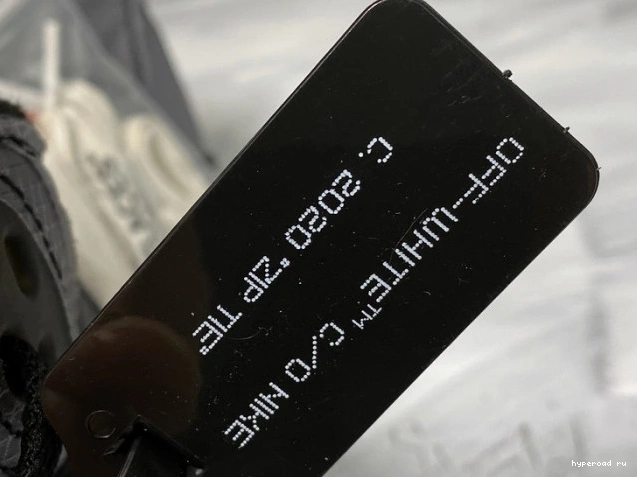 OFF-WHITE™ C/O NIKE
C. 2020 "ZIP TIE"
hyperoad ru